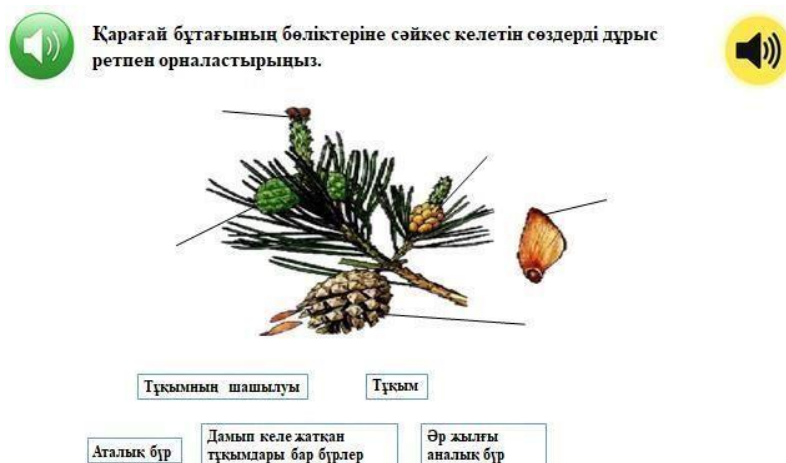 Қарағай бұтағының бөліктеріне сәйкес келетін сөздерді дұрыс
ретпен орналастырыңыз.
Тұқымның шашылуы
Тұқым
Аталық бүр
Дамып келе жатқан
тұқымдары бар бүрлер
Әр жылғы
аналық бүр